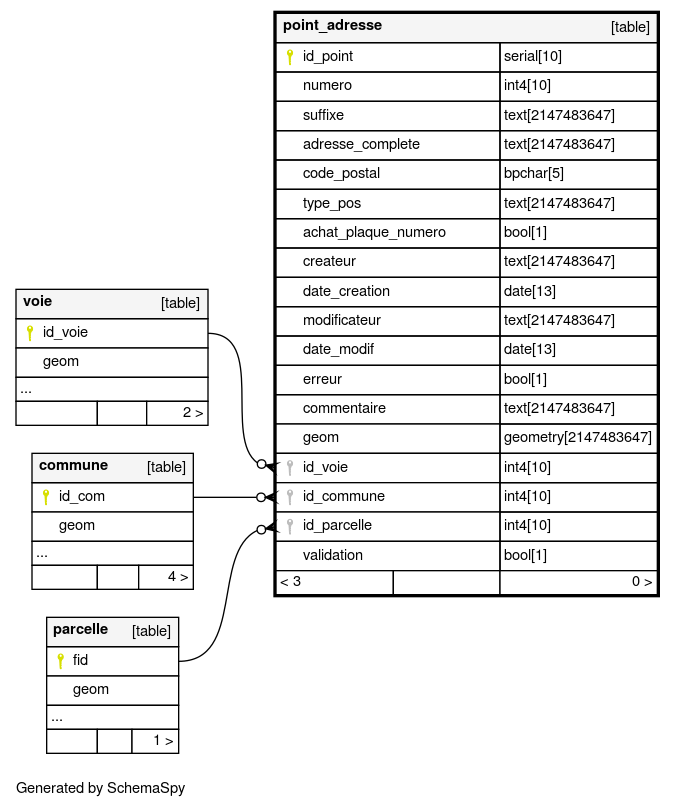 point_adresse [table]
id_point serial[10]
numero int4[10]
suffixe text[2147483647]
adresse_complete text[2147483647]
code_postal bpchar[5]
type_pos text[2147483647]
achat_plaque_numero bool[1]
createur text[2147483647]
date_creation date[13]
modificateur text[2147483647]
date_modif date[13]
erreur bool[1]
commentaire text[2147483647]
geom geometry[2147483647]
id_voie int4[10]
id_commune int4[10]
id_parcelle int4[10]
validation bool[1]
< 3 0 >
voie [table]
id_voie
geom
...
2 >
commune [table]
id_com
geom
...
4 >
parcelle [table]
fid
geom
...
1 >
Generated by SchemaSpy